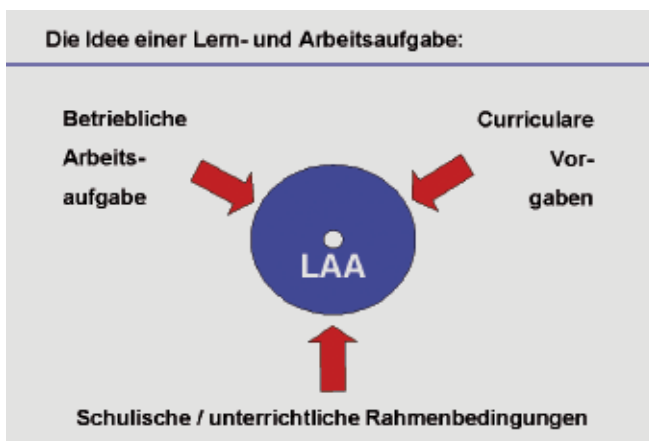 Die Idee einer Lern- und Arbeitsaufgabe:
Betriebliche
Arbeits-
aufgabe
Curriculare
Vor-
gaben
LAA
Schulische / unterrichtliche Rahmenbedingungen